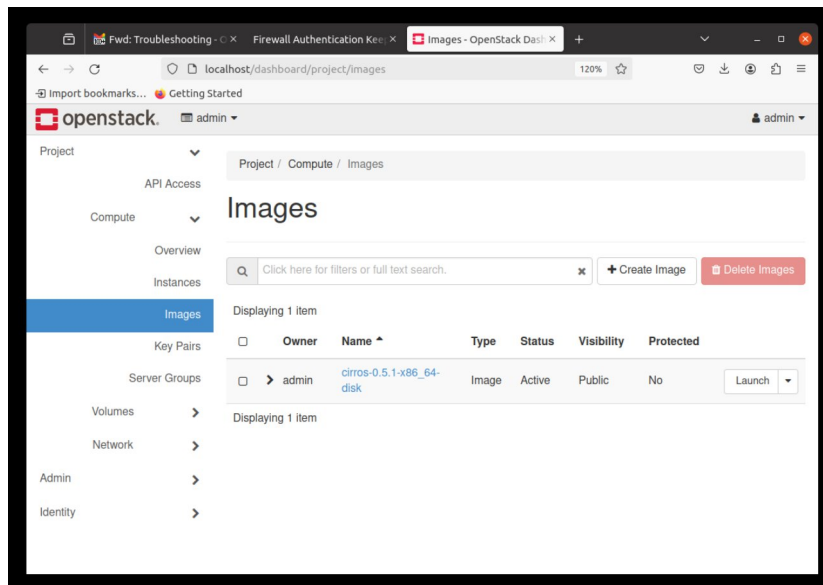 Fwd: Troubleshooting -
Firewall Authentication Kee
Images - OpenStack Dash
localhost/dashboard/project/images
120%
Import bookmarks...
Getting Started
openstack.
admin
admin
Project
Project / Compute / Images
API Access
Images
Compute
Overview
Click here for filters or full text search.
Create Image
Delete Images
Instances
Images
Displaying 1 item
Owner Name Type Status Visibility Protected
Key Pairs
Server Groups
admin cirros-0.5.1-x86_64-
disk
Image Active Public No Launch
Volumes
Displaying 1 item
Network
Admin
Identity